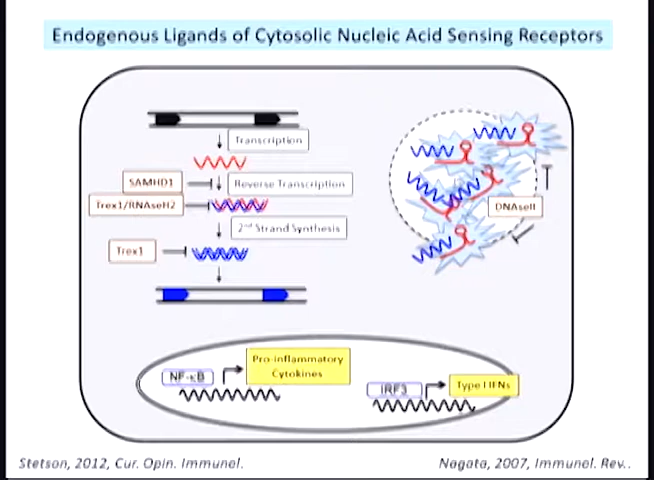 Endogenous Ligands of Cytosolic Nucleic Acid Sensing Receptors
Transcription
SAMHD1
Reverse Transcription
Trex1/RNAseH2
2nd Strand Synthesis
Trex1
DNAseII
NF-κB
Pro-inflammatory
Cytokines
IRF3
Type I IFNs
Stetson, 2012, Cur. Opin. Immunol.
Nagata, 2007, Immunol. Rev..